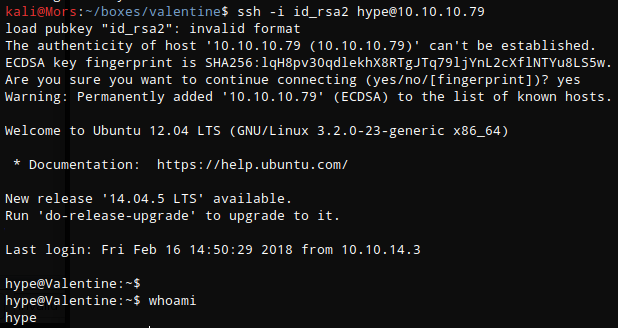 kali@Mors:~/boxes/valentine$ ssh -i id_rsa2 hype@10.10.10.79
load pubkey "id_rsa2": invalid format
The authenticity of host '10.10.10.79 (10.10.10.79)' can't be established.
ECDSA key fingerprint is SHA256:lqH8pv30qdlekhX8RTgJTq79ljYnL2cXflNTYu8LS5w.
Are you sure you want to continue connecting (yes/no/[fingerprint])? yes
Warning: Permanently added '10.10.10.79' (ECDSA) to the list of known hosts.
Welcome to Ubuntu 12.04 LTS (GNU/Linux 3.2.0-23-generic x86_64)
* Documentation:  https://help.ubuntu.com/
New release '14.04.5 LTS' available.
Run 'do-release-upgrade' to upgrade to it.
Last login: Fri Feb 16 14:50:29 2018 from 10.10.14.3
hype@Valentine:~$
hype@Valentine:~$ whoami
hype